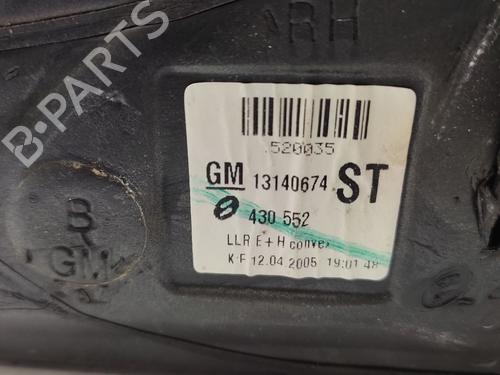 RH
B-PARTS
520035
GM 13140674 ST
430 552
LLR E+H convex
K F 12.04 2005 19:01 48
B
GM